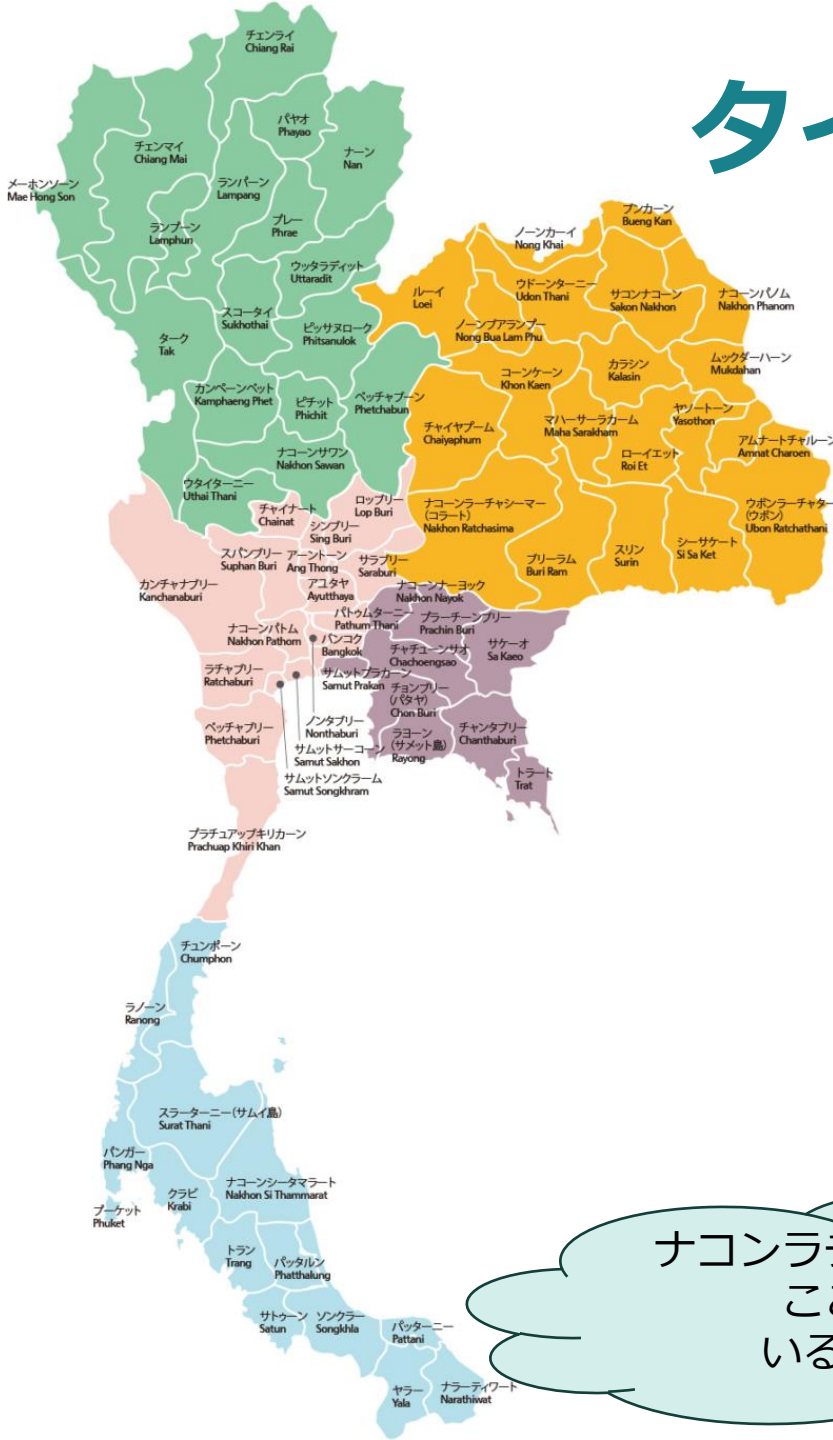 タイ
チェンライ
Chiang Rai
パヤオ
Phayao
チェンマイ
Chiang Mai
ナーン
Nan
メーホンソーン
Mae Hong Son
ランパーン
Lampang
プレー
Phrae
ランプーン
Lamphun
ウッタラディット
Uttaradit
スコータイ
Sukhothai
ピッサヌローク
Phitsanulok
ターク
Tak
カンペーンペット
Kamphaeng Phet
ピチット
Phichit
ペッチャブーン
Phetchabun
ナコーンサワン
Nakhon Sawan
ウタイターニー
Uthai Thani
ブンカーン
Bueng Kan
ノーンカーイ
Nong Khai
ルーイ
Loei
ウドーンターニー
Udon Thani
サコンナコーン
Sakon Nakhon
ナコーンパノム
Nakhon Phanom
ノーンブアランプー
Nong Bua Lam Phu
コーンケーン
Khon Kaen
カラシン
Kalasin
ムックダーハーン
Mukdahan
チャイヤプーム
Chaiyaphum
マハーサーラカーム
Maha Sarakham
ヤソートーン
Yasothon
ローイエット
Roi Et
アムナートチャルーン
Amnat Charoen
ナコーンラーチャシーマー
(コラート)
Nakhon Ratchasima
ブリーラム
Buri Ram
スリン
Surin
シーサケート
Si Sa Ket
ウボンラーチャター
(ウボン)
Ubon Ratchathani
チャイナート
Chainat
ロッブリー
Lop Buri
シンブリー
Sing Buri
スパンブリー
Suphan Buri
アーントーン
Ang Thong
サラブリー
Saraburi
カンチャナブリー
Kanchanaburi
アユタヤ
Ayutthaya
ナコーンナーヨック
Nakhon Nayok
パトゥムターニー
Pathum Thani
プラーチーンブリー
Prachin Buri
ナコーンパトム
Nakhon Pathom
バンコク
Bangkok
チャチューンサオ
Chachoengsao
サケーオ
Sa Kaeo
ラチャブリー
Ratchaburi
サムットプラカーン
Samut Prakan
チョンブリー
(パタヤ)
Chon Buri
ペッチャブリー
Phetchaburi
ノンタブリー
Nonthaburi
ラヨーン
(サメット島)
Rayong
チャンタブリー
Chanthaburi
サムットサーコーン
Samut Sakhon
トラート
Trat
サムットソンクラーム
Samut Songkhram
プラチュアップキリカーン
Prachuap Khiri Khan
チュンポーン
Chumphon
ラノーン
Ranong
スラーターニー(サムイ島)
Surat Thani
パンガー
Phang Nga
ナコーンシータマラート
Nakhon Si Thammarat
クラビ
Krabi
プーケット
Phuket
トラン
Trang
パッタルン
Phatthalung
サトゥーン
Satun
ソンクラー
Songkhla
パッターニー
Pattani
ヤラー
Yala
ナラーティワート
Narathiwat
ナコンラチ
こと
いる